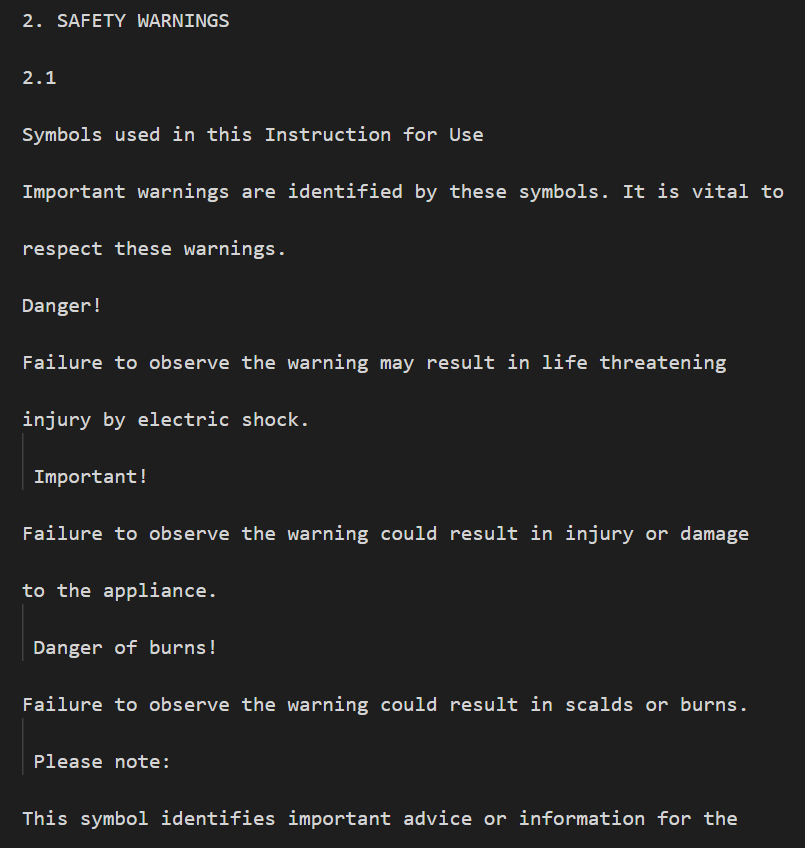 2. SAFETY WARNINGS
2.1
Symbols used in this Instruction for Use
Important warnings are identified by these symbols. It is vital to
respect these warnings.
Danger!
Failure to observe the warning may result in life threatening
injury by electric shock.
Important!
Failure to observe the warning could result in injury or damage
to the appliance.
Danger of burns!
Failure to observe the warning could result in scalds or burns.
Please note:
This symbol identifies important advice or information for the